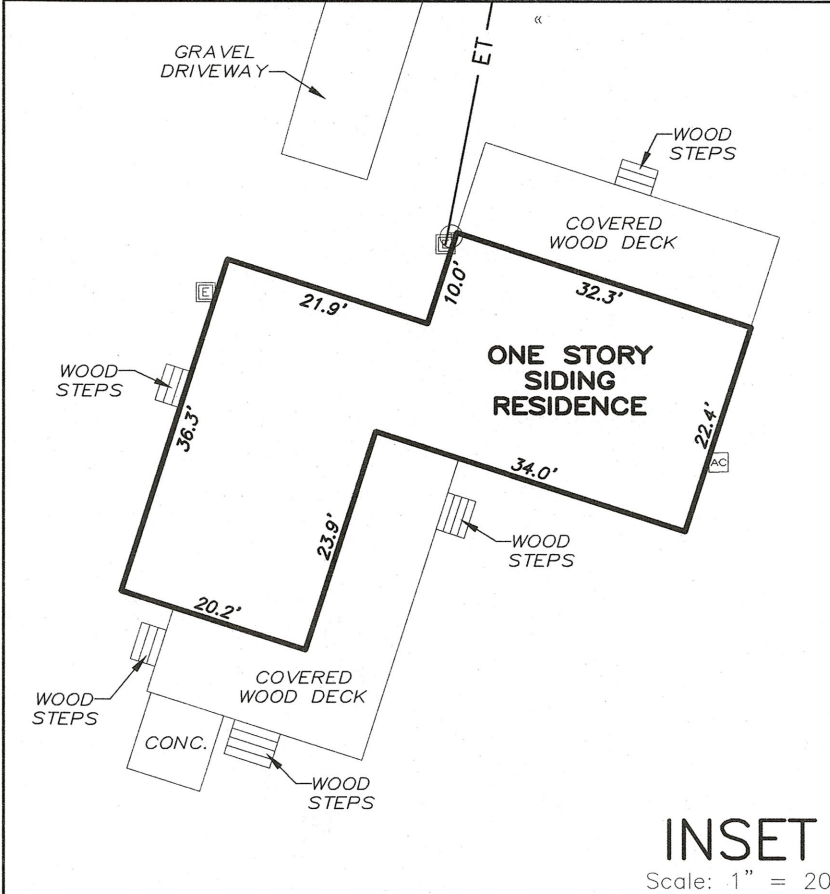 «
ET
GRAVEL
DRIVEWAY
WOOD
STEPS
COVERED
WOOD DECK
E
21.9'
10.0'
32.3'
ONE STORY
SIDING
RESIDENCE
WOOD
STEPS
36.3'
22.4'
AC
34.0'
23.9'
WOOD
STEPS
20.2'
COVERED
WOOD DECK
WOOD
STEPS
CONC.
WOOD
STEPS
INSET
Scale: 1" = 20